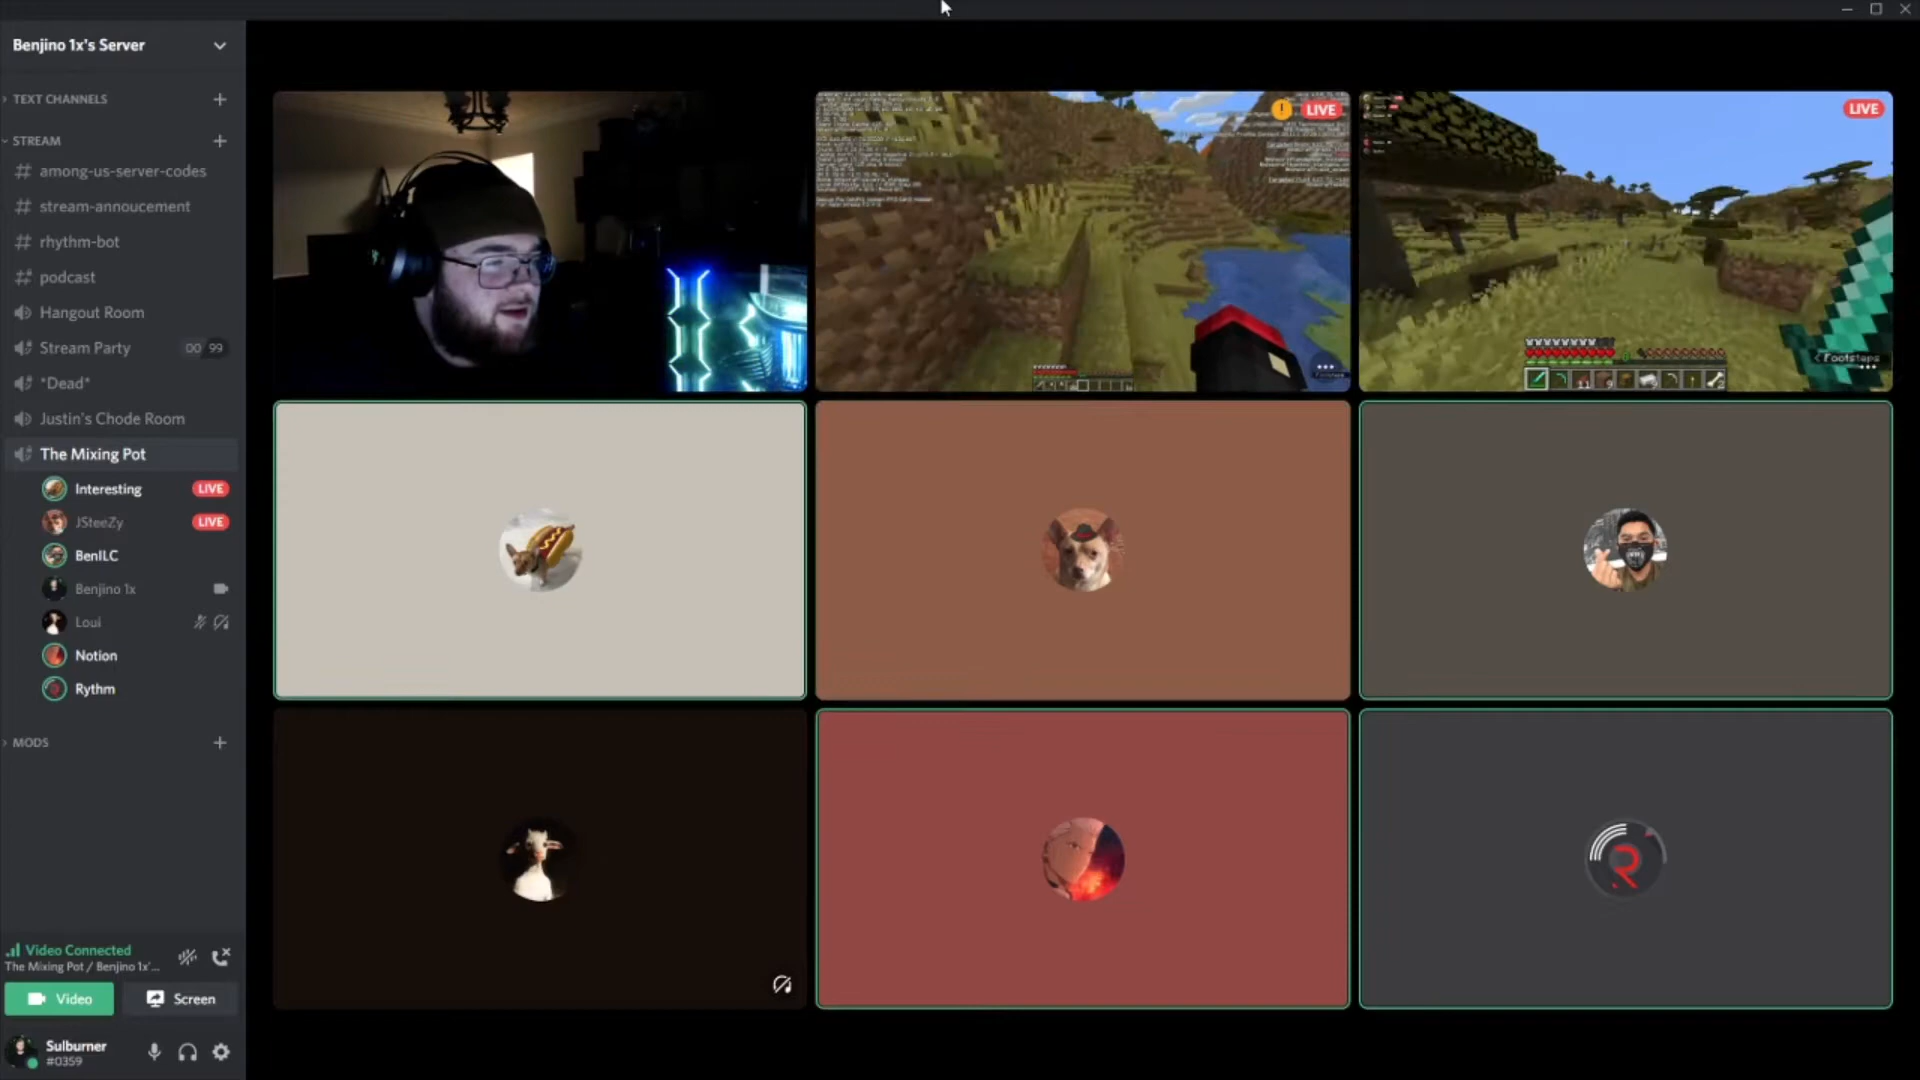 Benjino 1x's Server
TEXT CHANNELS
STREAM
among-us-server-codes
stream-annoucement
rhythm-bot
podcast
Hangout Room
Stream Party 00 99
*Dead*
Justin's Chode Room
The Mixing Pot
Interesting LIVE
JSteeZy LIVE
BenILC
Benjino 1x
Loui
Notion
Rythm
MODS
Video Connected
The Mixing Pot / Benjino 1x'...
Video
Screen
Sulburner
#0359
LIVE
LIVE
Footsteps